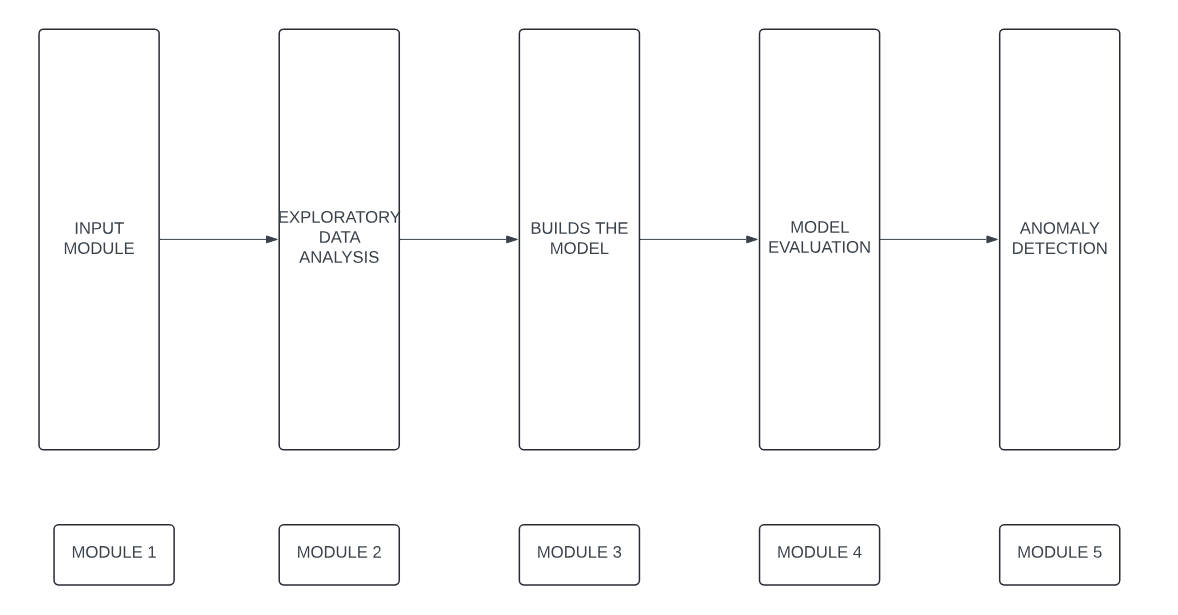 INPUT
MODULE
EXPLORATORY
DATA
ANALYSIS
BUILDS THE
MODEL
MODEL
EVALUATION
ANOMALY
DETECTION
MODULE 1
MODULE 2
MODULE 3
MODULE 4
MODULE 5